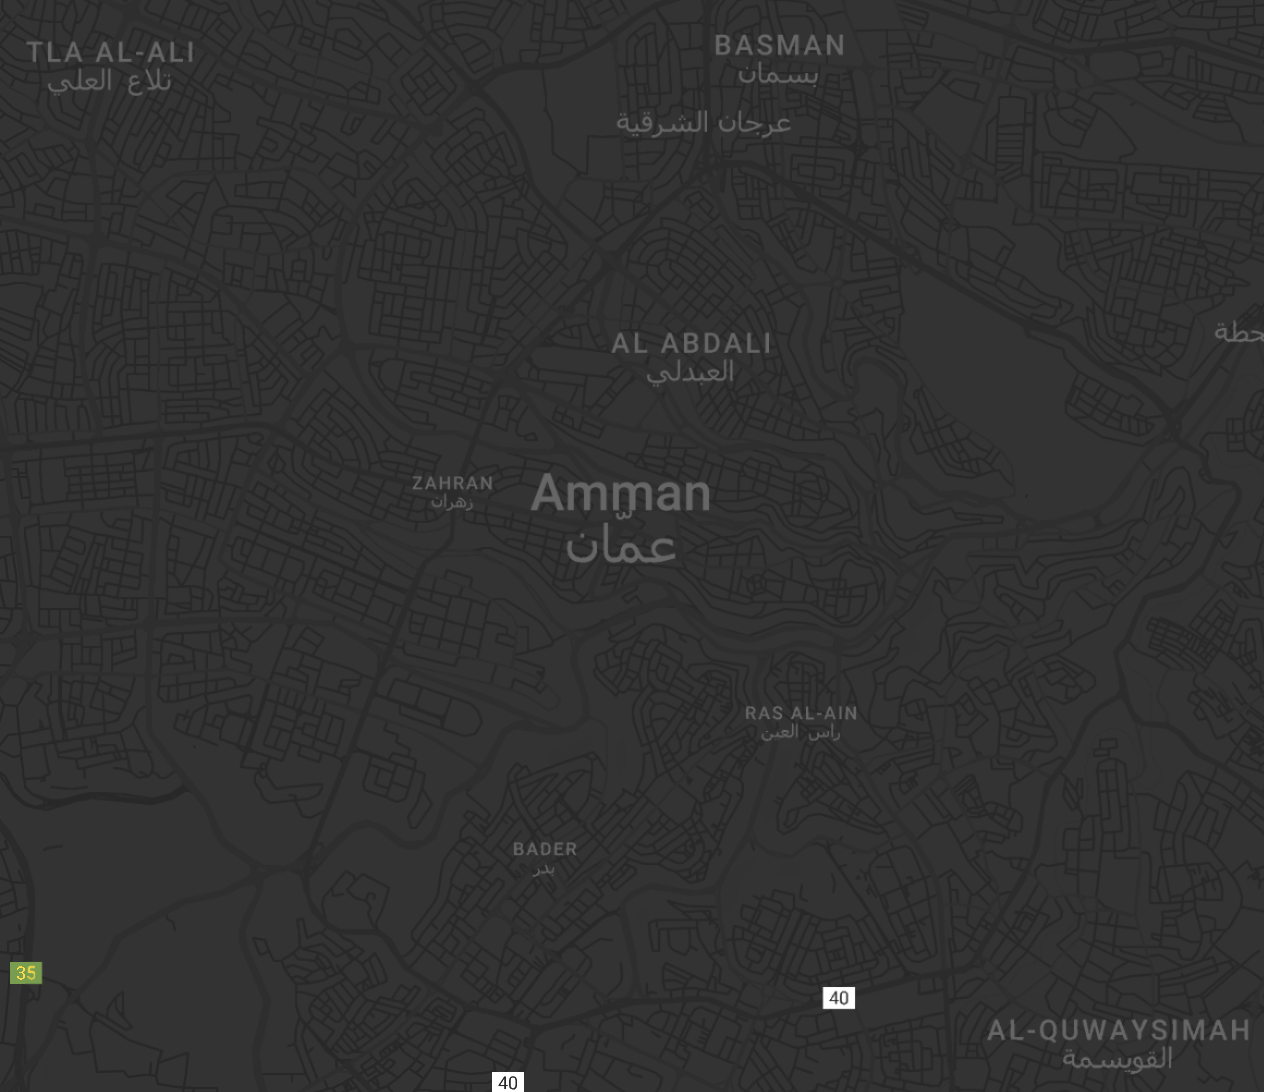 TLA AL-ALI
تلاع العلي
BASMAN
بسمان
عرجان الشرقية
AL ABDALI
العبدلي
ZAHRAN
زهران
Amman
عمّان
RAS AL-AIN
راس العين
BADER
بدر
35
40
AL-QUWAYSIMAH
القويسمة
40